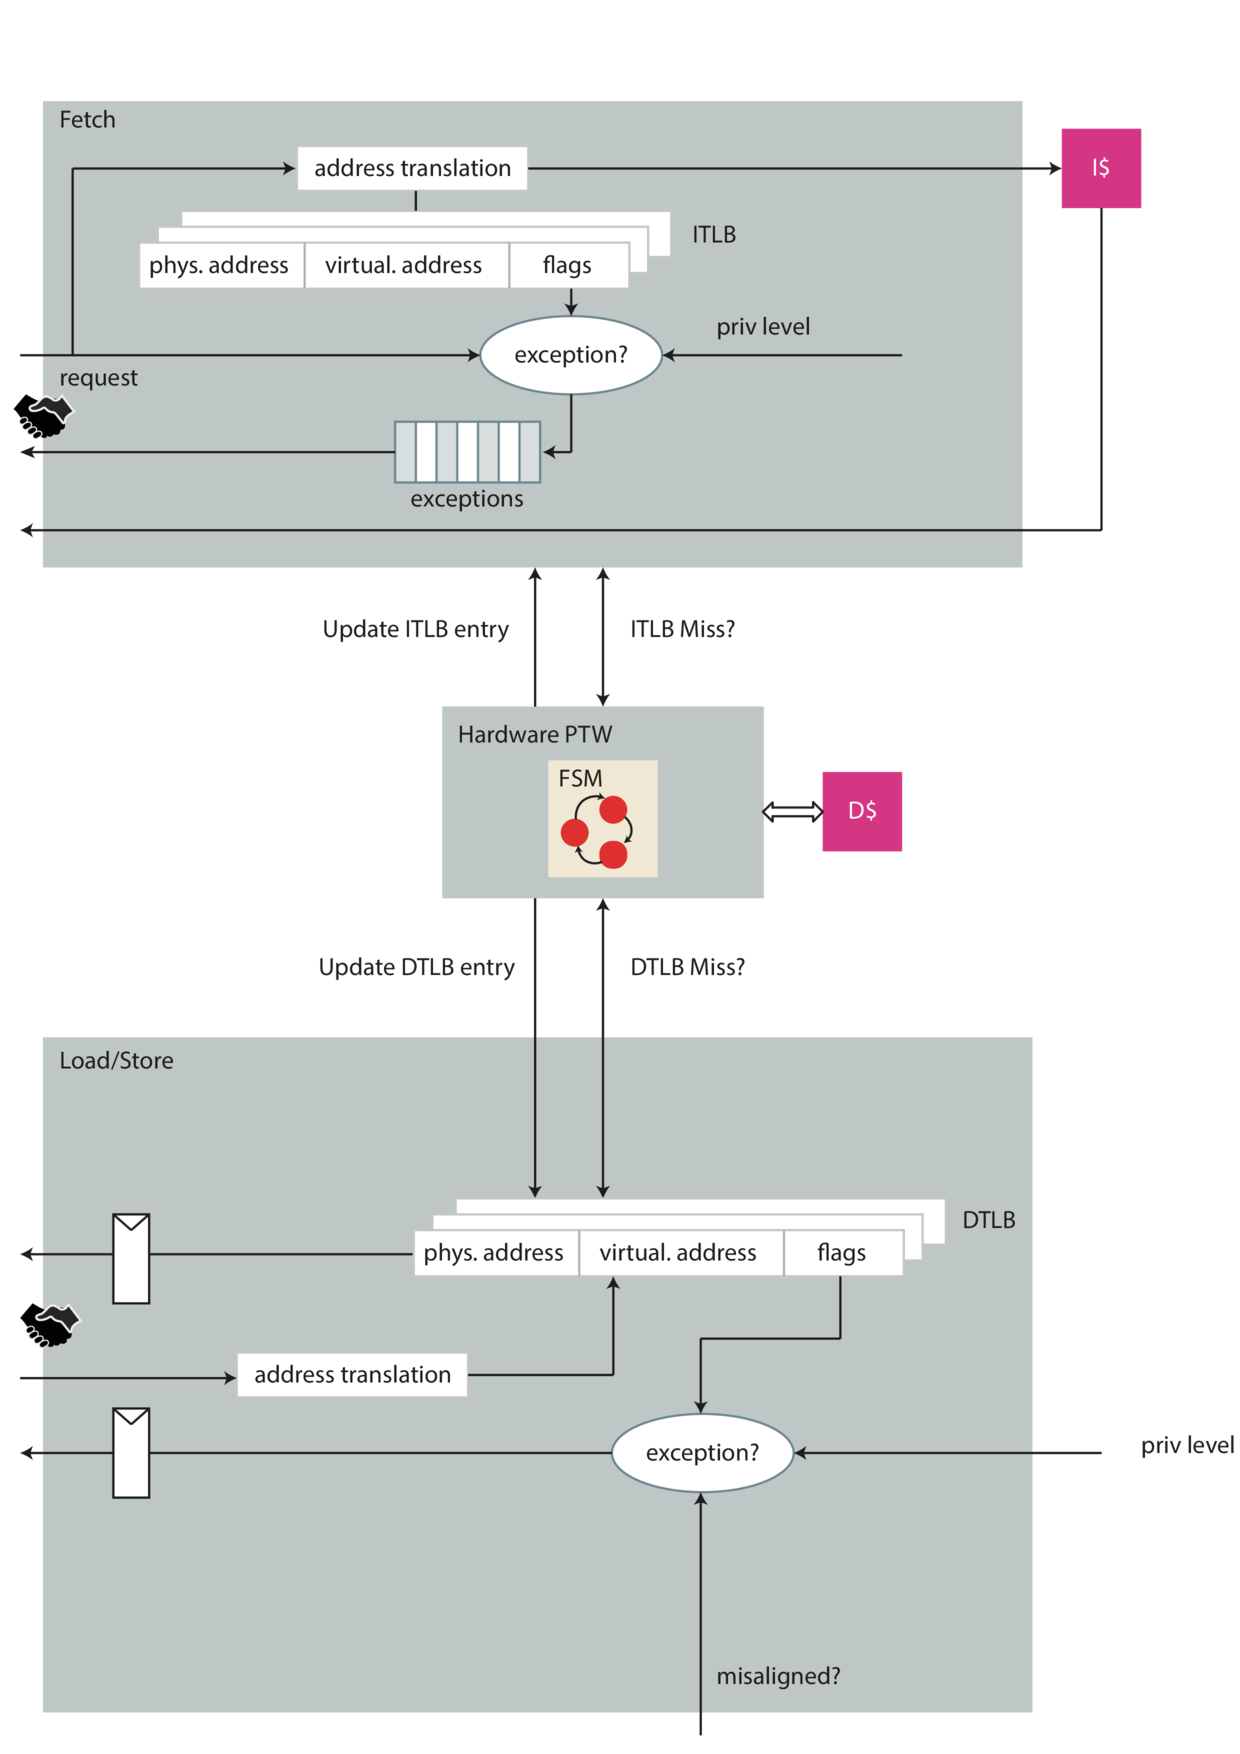 Fetch
address translation
I$
ITLB
phys. address
virtual. address
flags
priv level
exception?
request
exceptions
Update ITLB entry
ITLB Miss?
Hardware PTW
FSM
D$
Update DTLB entry
DTLB Miss?
Load/Store
DTLB
phys. address
virtual. address
flags
address translation
exception?
priv level
misaligned?